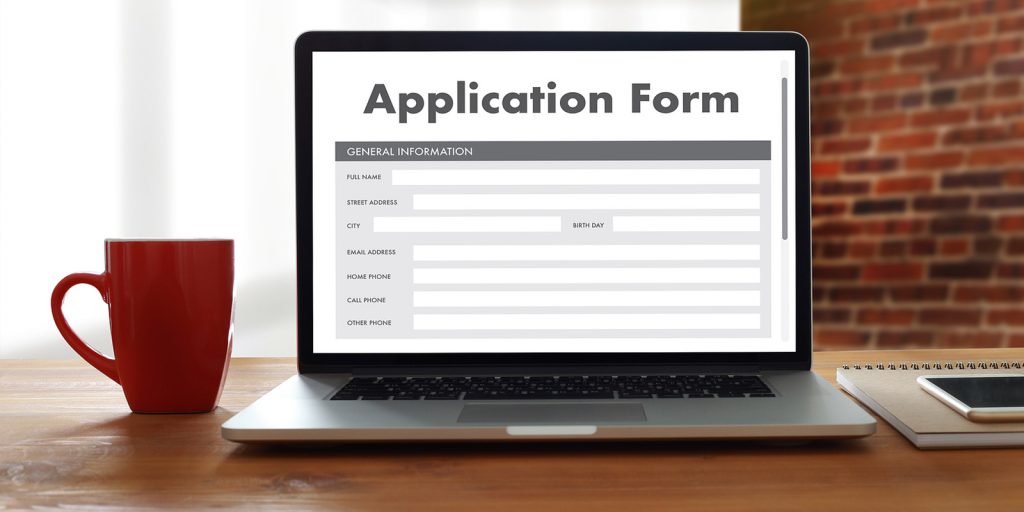 Application Form
GENERAL INFORMATION
FULL NAME
STREET ADDRESS
CITY BIRTH DAY
EMAIL ADDRESS
HOME PHONE
CALL PHONE
OTHER PHONE